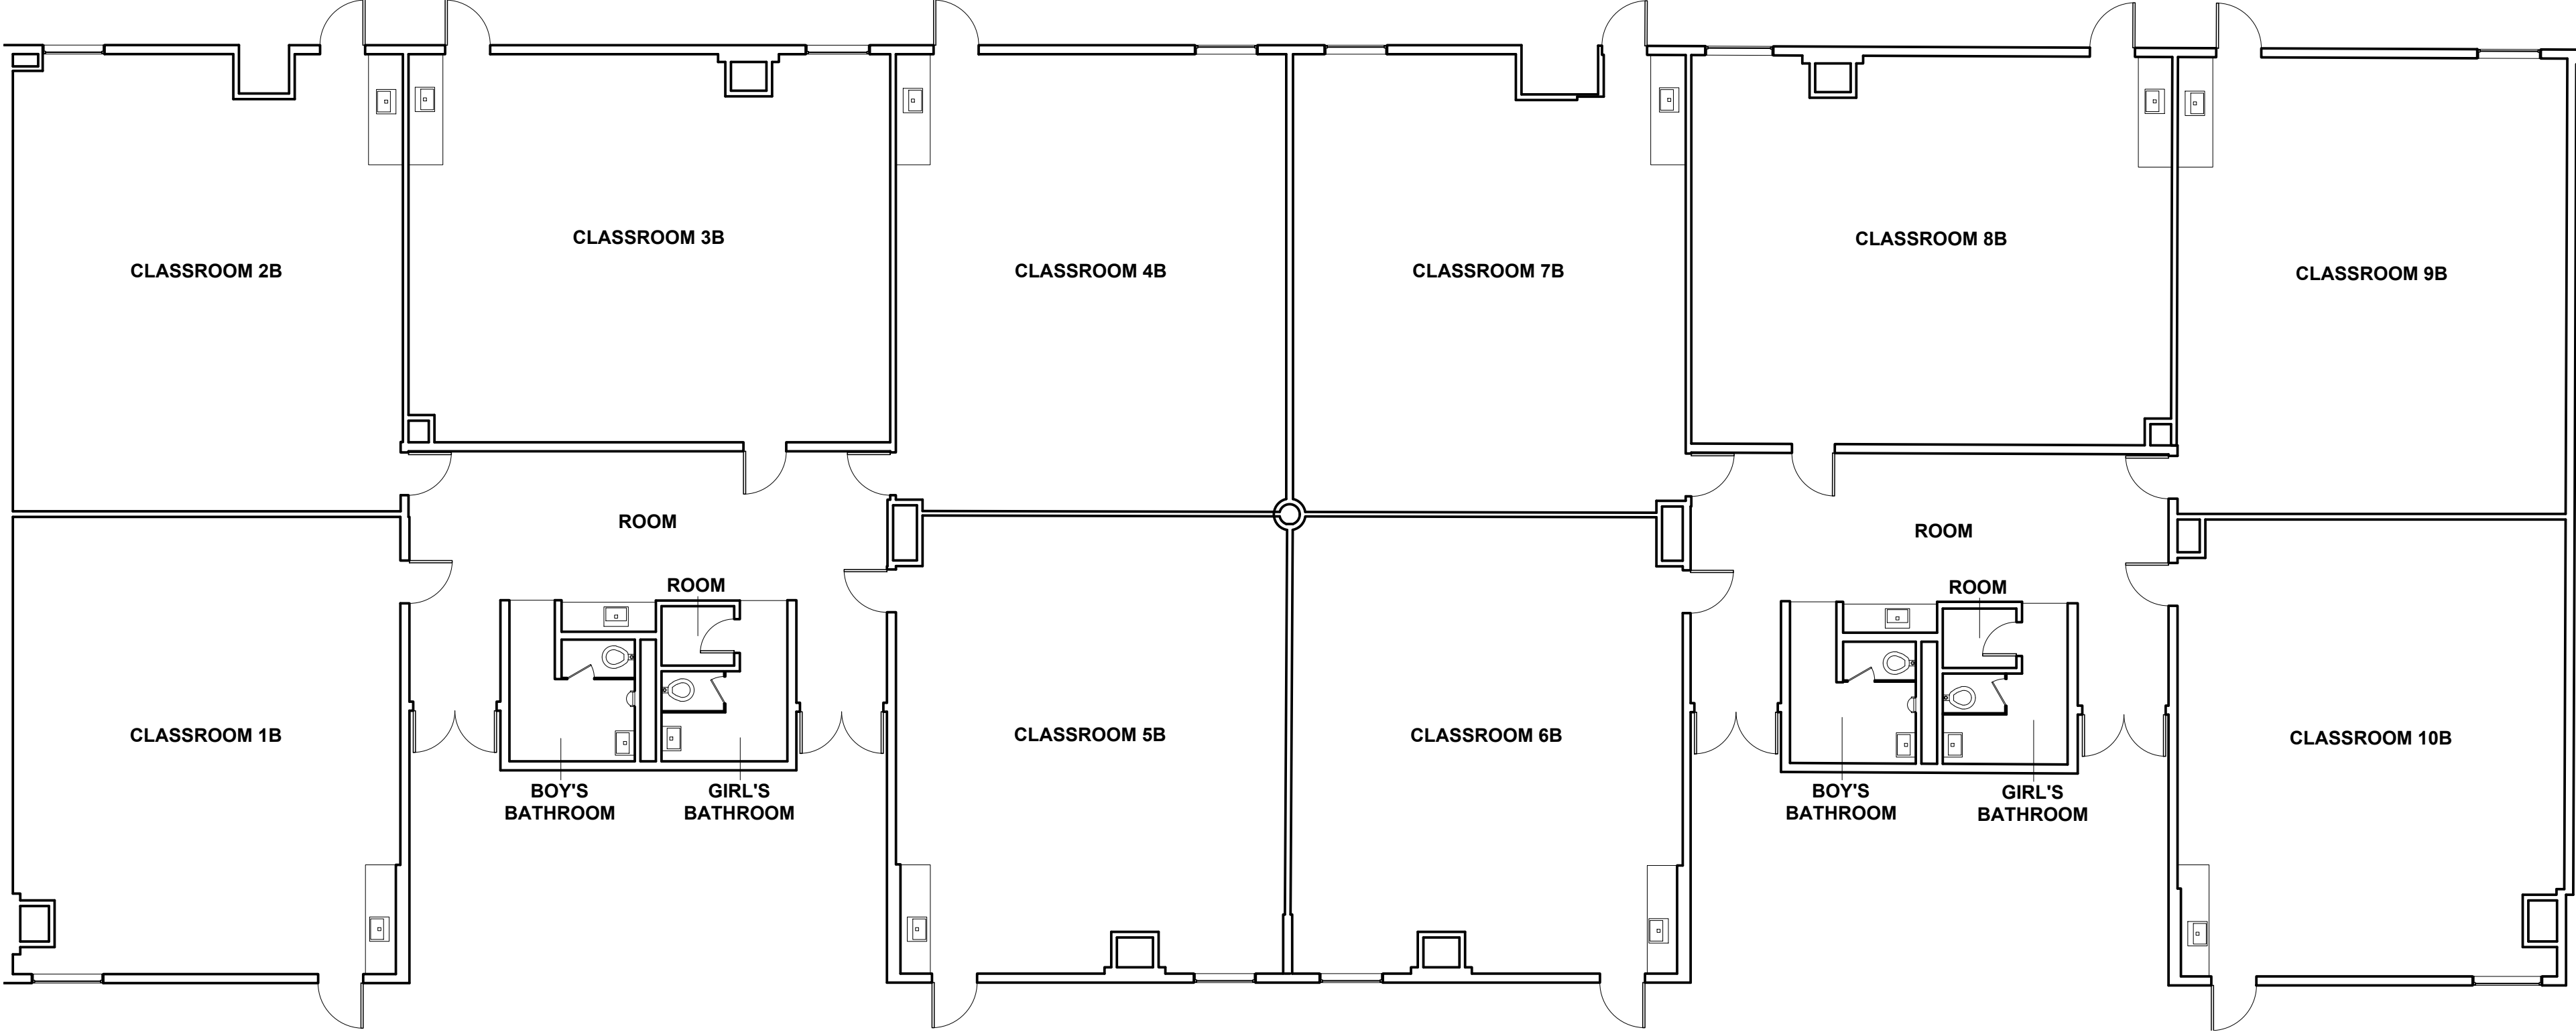 CLASSROOM 3B
CLASSROOM 8B
CLASSROOM 2B
CLASSROOM 4B
CLASSROOM 7B
CLASSROOM 9B
ROOM
ROOM
ROOM
ROOM
CLASSROOM 1B
CLASSROOM 5B
CLASSROOM 6B
CLASSROOM 10B
BOY'S
BATHROOM
GIRL'S
BATHROOM
BOY'S
BATHROOM
GIRL'S
BATHROOM